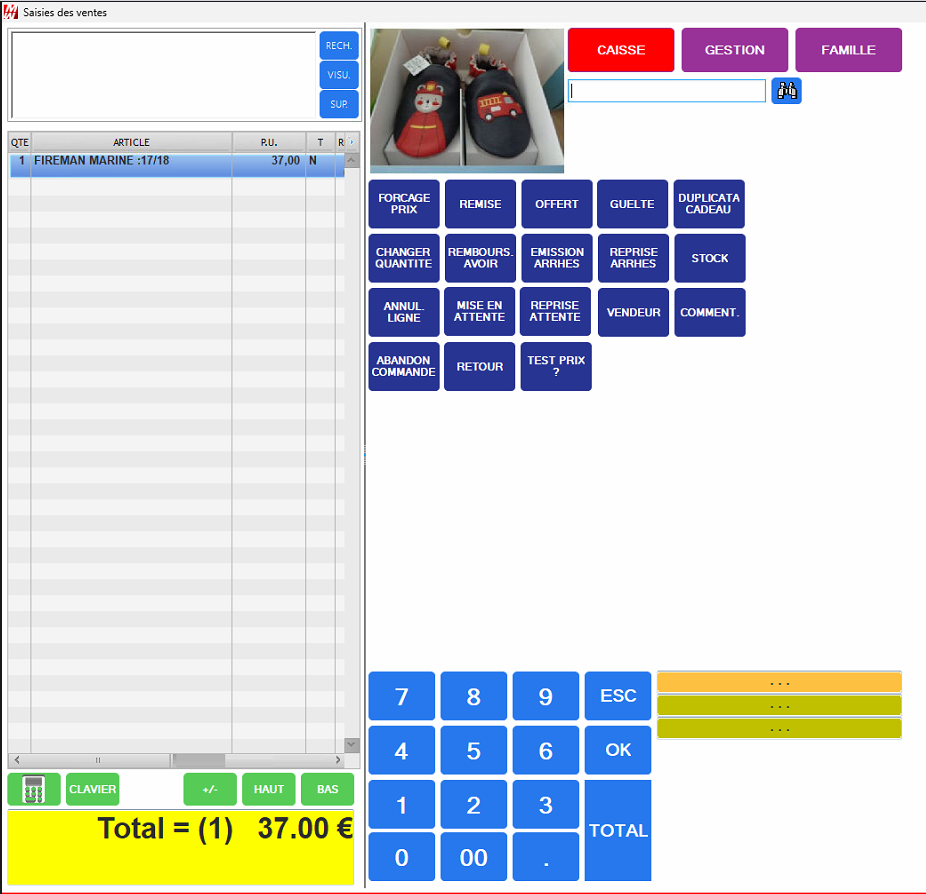 Saisies des ventes
RECH.
VISU.
SUP.
CAISSE
GESTION
FAMILLE
QTE ARTICLE P.U. T R
1 FIREMAN MARINE :17/18 37,00 N
FORCAGE
PRIX
REMISE
OFFERT
GUELTE
DUPLICATA
CADEAU
CHANGER
QUANTITE
REMBOURS.
AVOIR
EMISSION
ARRHES
REPRISE
ARRHES
STOCK
ANNUL.
LIGNE
MISE EN
ATTENTE
REPRISE
ATTENTE
VENDEUR
COMMENT.
ABANDON
COMMANDE
RETOUR
TEST PRIX
?
7 8 9 ESC
4 5 6 OK
1 2 3
0 00 .
TOTAL
. . .
. . .
. . .
CLAVIER
+/-
HAUT
BAS
Total = (1) 37.00 €